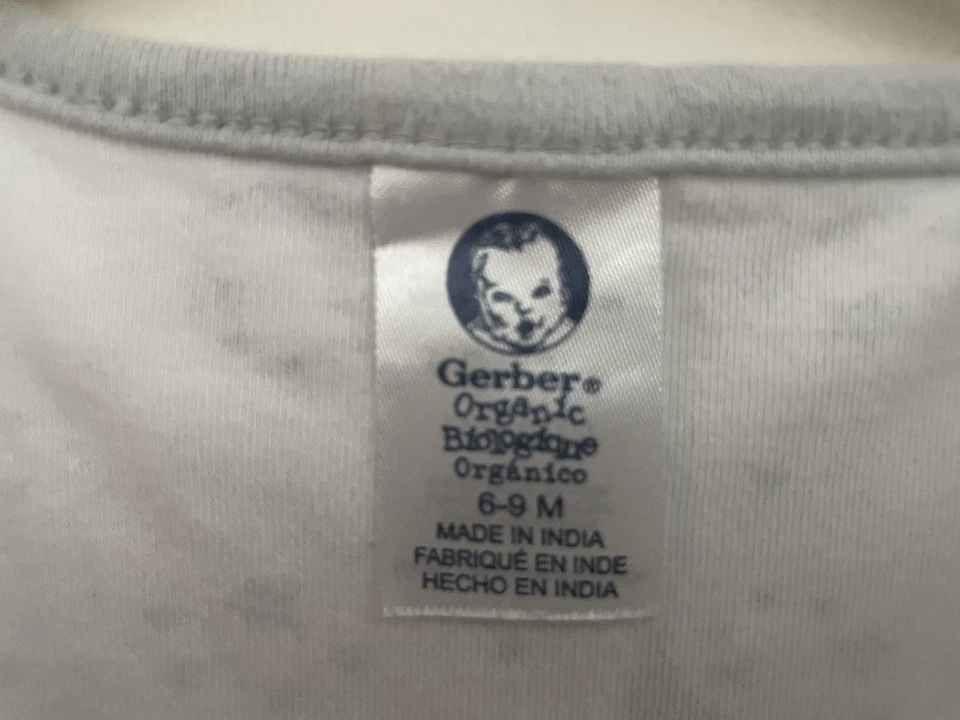 Gerber®
Organic
Biologique
Orgánico
6-9 M
MADE IN INDIA
FABRIQUÉ EN INDE
HECHO EN INDIA